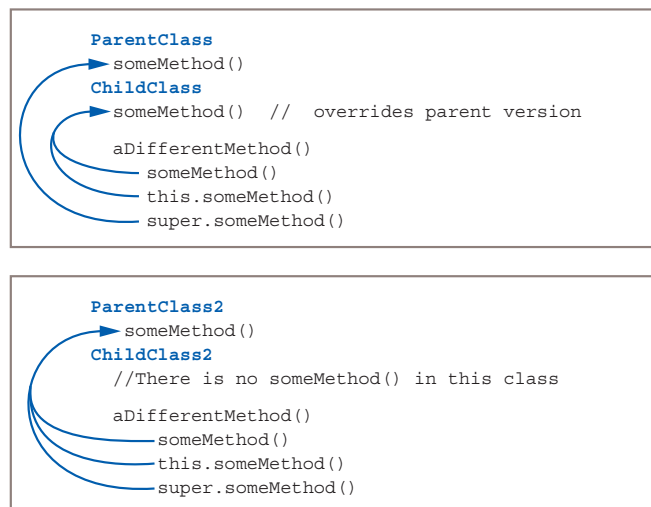 ParentClass
someMethod()
ChildClass
someMethod() // overrides parent version
aDifferentMethod()
someMethod()
this.someMethod()
super.someMethod()
ParentClass2
someMethod()
ChildClass2
//There is no someMethod() in this class
aDifferentMethod()
someMethod()
this.someMethod()
super.someMethod()